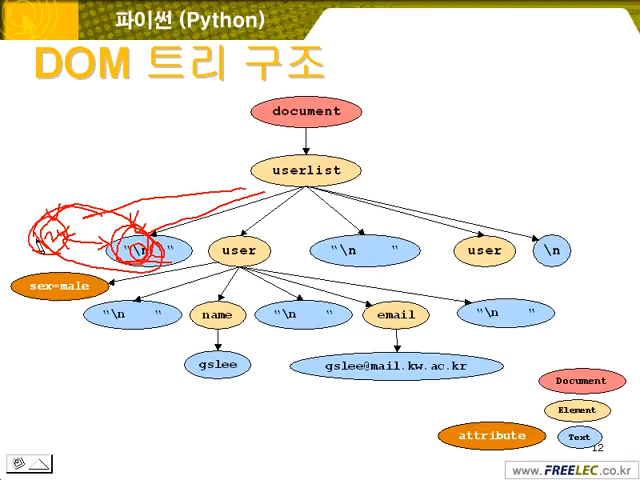 파이썬 (Python)
DOM 트리 구조
document
userlist
"\n "
user
"\n "
user
\n
sex=male
"\n "
name
"\n "
email
"\n "
gslee
gslee@mail.kw.ac.kr
Document
Element
attribute
Text
12
www.FREELEC.co.kr